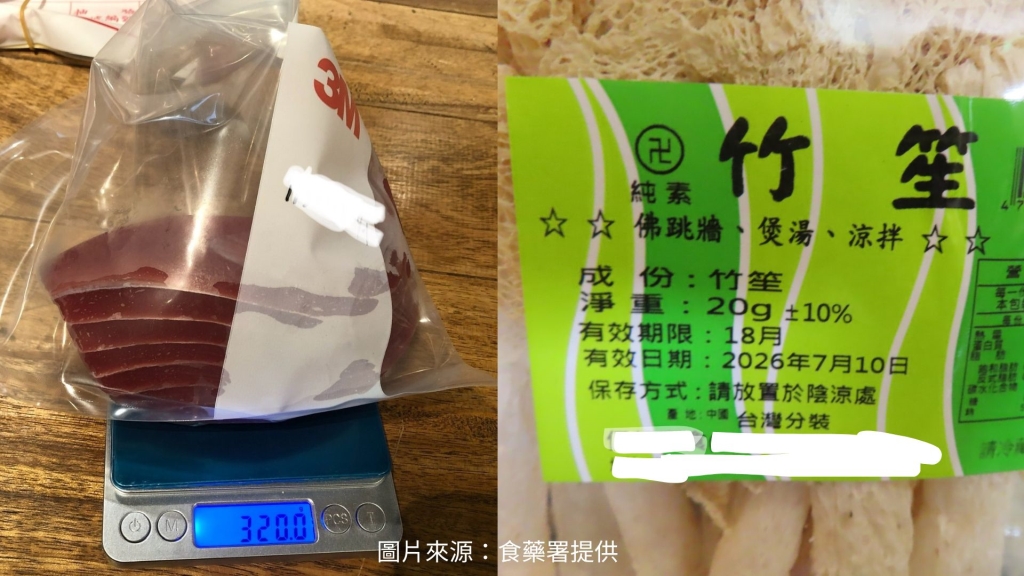 3M
320.0
M
PCS
T
卍
純素
竹笙
☆ ☆ 佛跳牆、煲湯、涼拌 ☆ ☆
成份：竹笙
淨重：20g ±10%
有效期限：18月
有效日期：2026年7月10日
保存方式：請放置於陰涼處
產地：中國 台灣分裝
圖片來源：食藥署提供